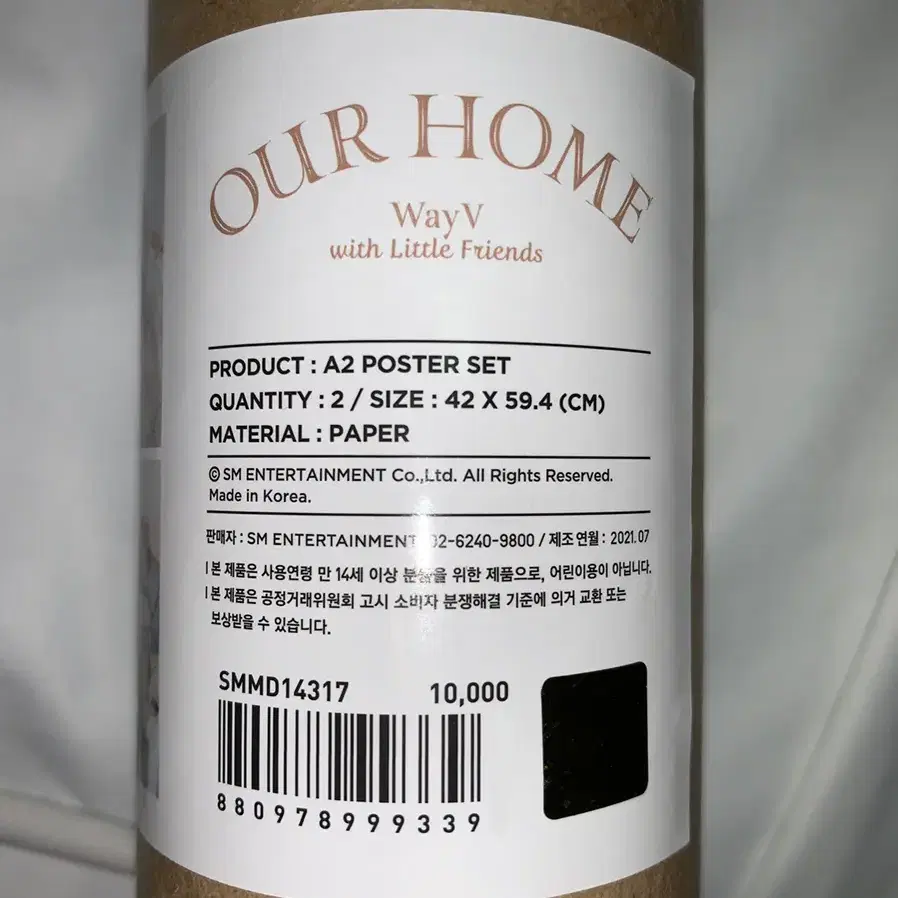 OUR HOME
WayV
with Little Friends
PRODUCT : A2 POSTER SET
QUANTITY : 2 / SIZE : 42 X 59.4 (CM)
MATERIAL : PAPER
© SM ENTERTAINMENT Co.,Ltd. All Rights Reserved.
Made in Korea.
판매자 : SM ENTERTAINMENT 02-6240-9800 / 제조 연월 : 2021.07
l 본 제품은 사용연령 만 14세 이상 분들을 위한 제품으로, 어린이용이 아닙니다.
l 본 제품은 공정거래위원회 고시 소비자 분쟁해결 기준에 의거 교환 또는
보상받을 수 있습니다.
SMMD14317 10,000
880978999339